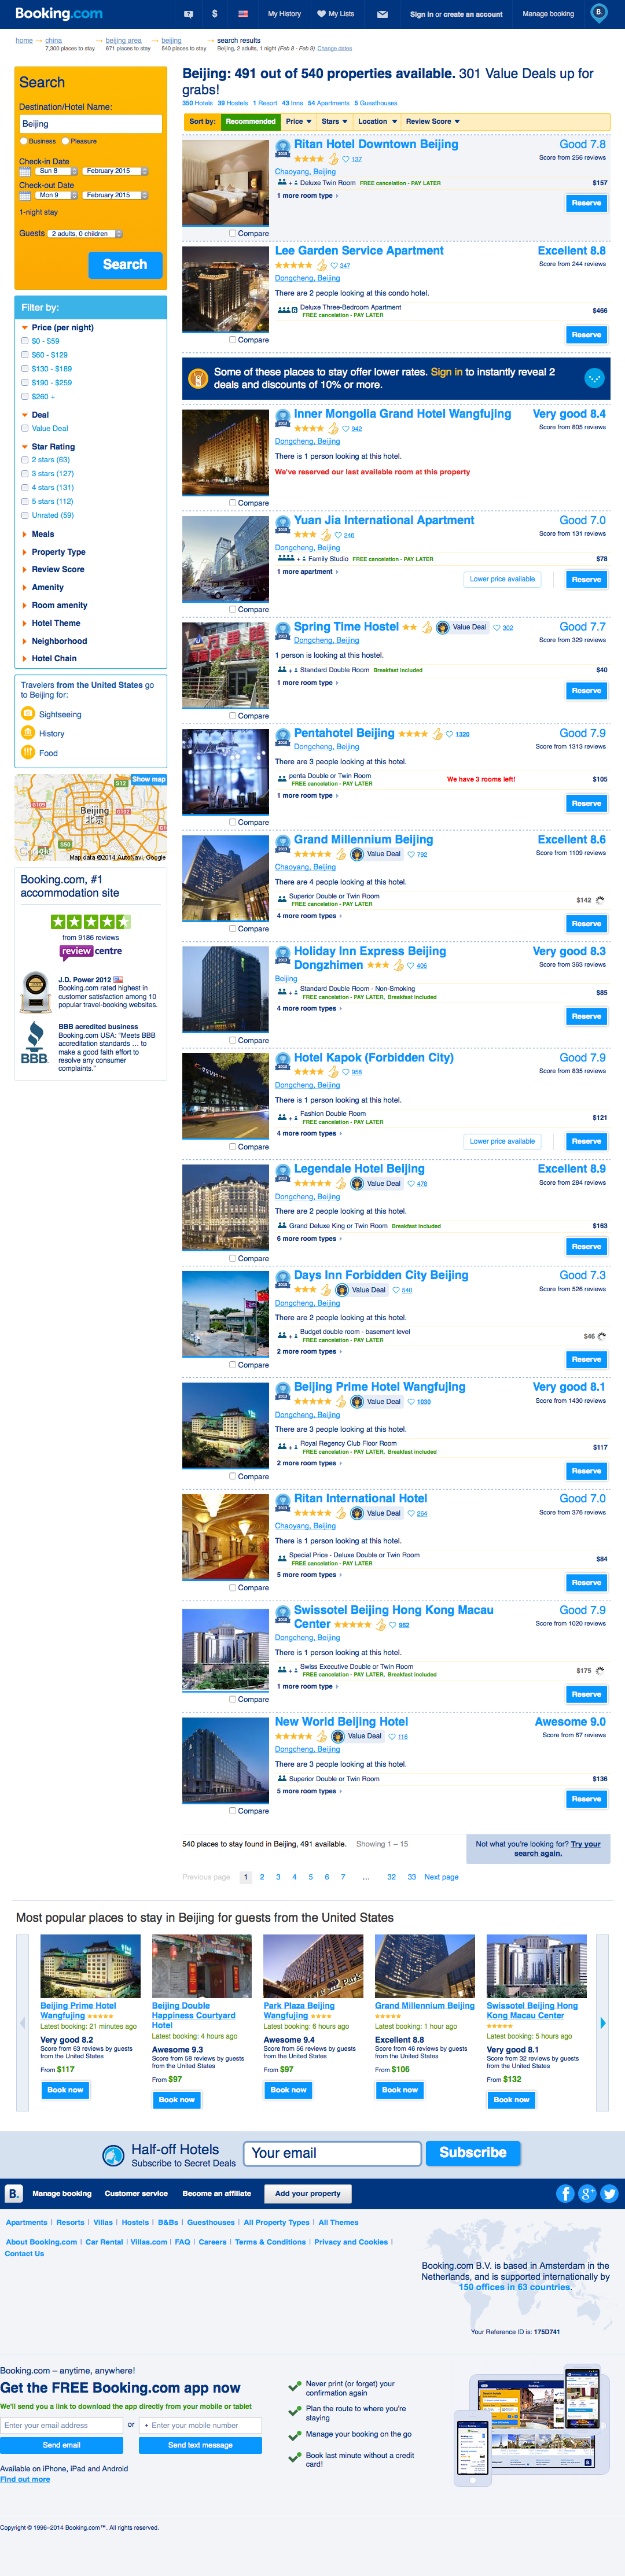 Booking.com
$
My History
My Lists
Sign in or create an account
Manage booking
B.
home → china → beijing area → beijing → search results
7,300 places to stay 671 places to stay 540 places to stay Beijing, 2 adults, 1 night (Feb 8 - Feb 9) Change dates
Search
Destination/Hotel Name:
Beijing
Business Pleasure
Check-in Date
Sun 8 February 2015
Check-out Date
Mon 9 February 2015
1-night stay
Guests 2 adults, 0 children
Search
Filter by:
Price (per night)
$0 - $59
$60 - $129
$130 - $189
$190 - $259
$260 +
Deal
Value Deal
Star Rating
2 stars (63)
3 stars (127)
4 stars (131)
5 stars (112)
Unrated (59)
Meals
Property Type
Review Score
Amenity
Room amenity
Hotel Theme
Neighborhood
Hotel Chain
Travelers from the United States go
to Beijing for:
Sightseeing
History
Food
Show map
Beijing
北京
Map data ©2014 AutoNavi, Google
Booking.com, #1
accommodation site
from 9186 reviews
review centre
J.D. Power 2012
Booking.com rated highest in
customer satisfaction among 10
popular travel-booking websites.
BBB acredited business
Booking.com USA: "Meets BBB
accreditation standards … to
make a good faith effort to
resolve any consumer
complaints."
BBB.
Beijing: 491 out of 540 properties available. 301 Value Deals up for
grabs!
350 Hotels 39 Hostels 1 Resort 43 Inns 54 Apartments 5 Guesthouses
Sort by: Recommended Price Stars Location Review Score
Ritan Hotel Downtown Beijing Good 7.8
137 Score from 256 reviews
Chaoyang, Beijing
Deluxe Twin Room FREE cancelation - PAY LATER $157
1 more room type Reserve
Compare
Lee Garden Service Apartment Excellent 8.8
347 Score from 244 reviews
Dongcheng, Beijing
There are 2 people looking at this condo hotel.
Deluxe Three-Bedroom Apartment $466
FREE cancelation - PAY LATER
Reserve
Compare
Some of these places to stay offer lower rates. Sign in to instantly reveal 2
deals and discounts of 10% or more.
Inner Mongolia Grand Hotel Wangfujing Very good 8.4
942 Score from 805 reviews
Dongcheng, Beijing
There is 1 person looking at this hotel.
We've reserved our last available room at this property
Compare
Yuan Jia International Apartment Good 7.0
246 Score from 131 reviews
Dongcheng, Beijing
Family Studio FREE cancelation - PAY LATER $78
1 more apartment Lower price available Reserve
Compare
Spring Time Hostel Value Deal 302 Good 7.7
Dongcheng, Beijing Score from 329 reviews
1 person is looking at this hostel.
Standard Double Room Breakfast included $40
1 more room type Reserve
Compare
Pentahotel Beijing 1320 Good 7.9
Dongcheng, Beijing Score from 1313 reviews
There are 3 people looking at this hotel.
penta Double or Twin Room We have 3 rooms left! $105
FREE cancelation - PAY LATER
1 more room type Reserve
Compare
Grand Millennium Beijing Excellent 8.6
Value Deal 792 Score from 1109 reviews
Chaoyang, Beijing
There are 4 people looking at this hotel.
Superior Double or Twin Room $142
FREE cancelation - PAY LATER
4 more room types Reserve
Compare
Holiday Inn Express Beijing Very good 8.3
Dongzhimen 406 Score from 363 reviews
Beijing
Standard Double Room - Non-Smoking $85
FREE cancelation - PAY LATER, Breakfast included
4 more room types Reserve
Compare
Hotel Kapok (Forbidden City) Good 7.9
958 Score from 835 reviews
Dongcheng, Beijing
There is 1 person looking at this hotel.
Fashion Double Room $121
FREE cancelation - PAY LATER
4 more room types Lower price available Reserve
Compare
Legendale Hotel Beijing Excellent 8.9
Value Deal 478 Score from 284 reviews
Dongcheng, Beijing
There are 2 people looking at this hotel.
Grand Deluxe King or Twin Room Breakfast included $163
6 more room types Reserve
Compare
Days Inn Forbidden City Beijing Good 7.3
Value Deal 540 Score from 526 reviews
Dongcheng, Beijing
There are 2 people looking at this hotel.
Budget double room - basement level $46
FREE cancelation - PAY LATER
2 more room types Reserve
Compare
Beijing Prime Hotel Wangfujing Very good 8.1
Value Deal 1030 Score from 1430 reviews
Dongcheng, Beijing
There are 3 people looking at this hotel.
Royal Regency Club Floor Room $117
FREE cancelation - PAY LATER, Breakfast included
2 more room types Reserve
Compare
Ritan International Hotel Good 7.0
Value Deal 264 Score from 376 reviews
Chaoyang, Beijing
There is 1 person looking at this hotel.
Special Price - Deluxe Double or Twin Room $84
FREE cancelation - PAY LATER
5 more room types Reserve
Compare
Swissotel Beijing Hong Kong Macau Good 7.9
Center 962 Score from 1020 reviews
Dongcheng, Beijing
There is 1 person looking at this hotel.
Swiss Executive Double or Twin Room $175
FREE cancelation - PAY LATER, Breakfast included
1 more room type Reserve
Compare
New World Beijing Hotel Awesome 9.0
Value Deal 116 Score from 67 reviews
Dongcheng, Beijing
There are 3 people looking at this hotel.
Superior Double or Twin Room $136
5 more room types Reserve
Compare
540 places to stay found in Beijing, 491 available. Showing 1 – 15
Not what you're looking for? Try your
search again.
Previous page 1 2 3 4 5 6 7 … 32 33 Next page
Most popular places to stay in Beijing for guests from the United States
Beijing Prime Hotel
Wangfujing
Latest booking: 21 minutes ago
Very good 8.2
Score from 63 reviews by guests
from the United States
From $117
Book now
Beijing Double
Happiness Courtyard
Hotel
Latest booking: 4 hours ago
Awesome 9.3
Score from 58 reviews by guests
from the United States
From $97
Book now
Park Plaza Beijing
Wangfujing
Latest booking: 6 hours ago
Awesome 9.4
Score from 56 reviews by guests
from the United States
From $97
Book now
Grand Millennium Beijing
Latest booking: 1 hour ago
Excellent 8.8
Score from 46 reviews by guests
from the United States
From $106
Book now
Swissotel Beijing Hong
Kong Macau Center
Latest booking: 5 hours ago
Very good 8.1
Score from 32 reviews by guests
from the United States
From $132
Book now
Half-off Hotels
Subscribe to Secret Deals
Your email
Subscribe
B. Manage booking Customer service Become an affiliate Add your property
Apartments Resorts Villas Hostels B&Bs Guesthouses All Property Types All Themes
About Booking.com Car Rental Villas.com FAQ Careers Terms & Conditions Privacy and Cookies
Contact Us
Booking.com B.V. is based in Amsterdam in the
Netherlands, and is supported internationally by
150 offices in 63 countries.
Your Reference ID is: 175D741
Booking.com – anytime, anywhere!
Get the FREE Booking.com app now
We'll send you a link to download the app directly from your mobile or tablet
Enter your email address or + Enter your mobile number
Send email Send text message
Available on iPhone, iPad and Android
Find out more
Never print (or forget) your
confirmation again
Plan the route to where you're
staying
Manage your booking on the go
Book last minute without a credit
card!
Copyright © 1996–2014 Booking.com™. All rights reserved.